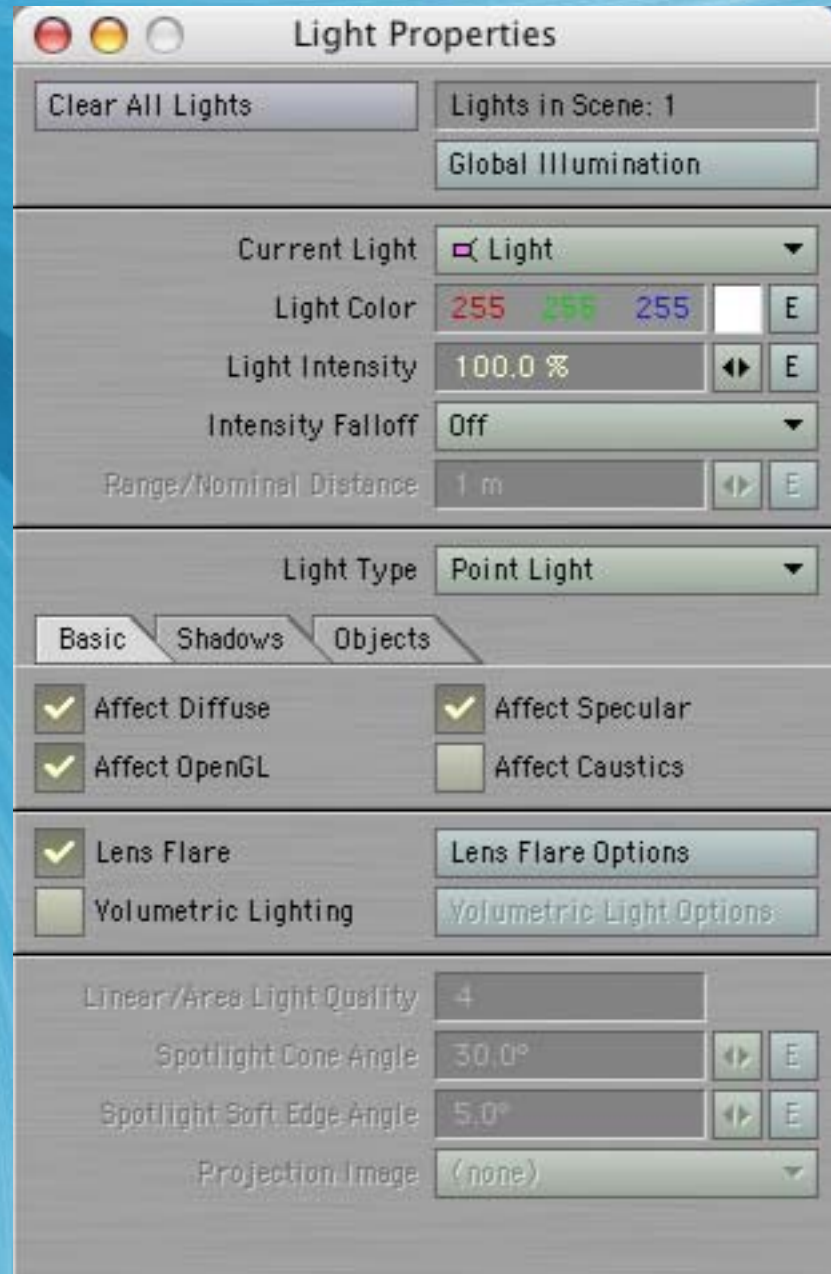 Light Properties
Clear All Lights
Lights in Scene: 1
Global Illumination
Current Light Light
Light Color 255 255 255 E
Light Intensity 100.0 % E
Intensity Falloff Off
Range/Nominal Distance 1 m E
Light Type Point Light
Basic Shadows Objects
Affect Diffuse Affect Specular
Affect OpenGL Affect Caustics
Lens Flare Lens Flare Options
Volumetric Lighting Volumetric Light Options
Linear/Area Light Quality 4
Spotlight Cone Angle 30.0° E
Spotlight Soft Edge Angle 5.0° E
Projection Image (none)